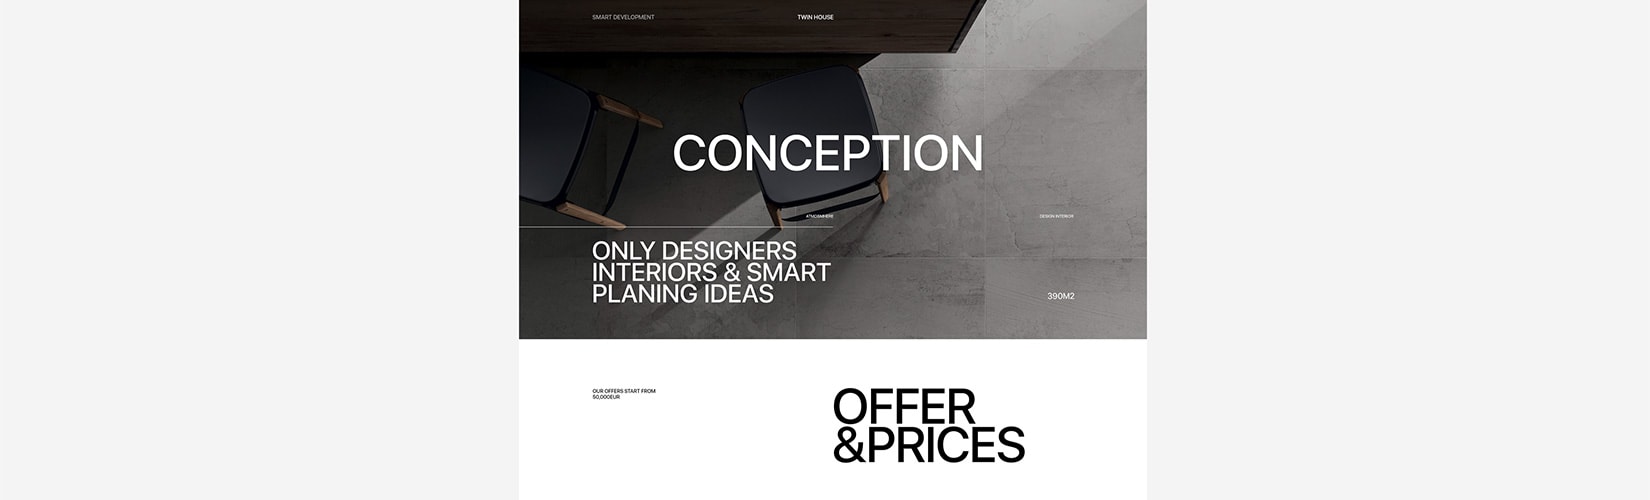 SMART DEVELOPMENT
TWIN HOUSE
CONCEPTION
DESIGN INTERIOR
ONLY DESIGNERS
INTERIORS & SMART
PLANING IDEAS
390M2
OUR OFFERS START FROM
50,000EUR
OFFER
&PRICES